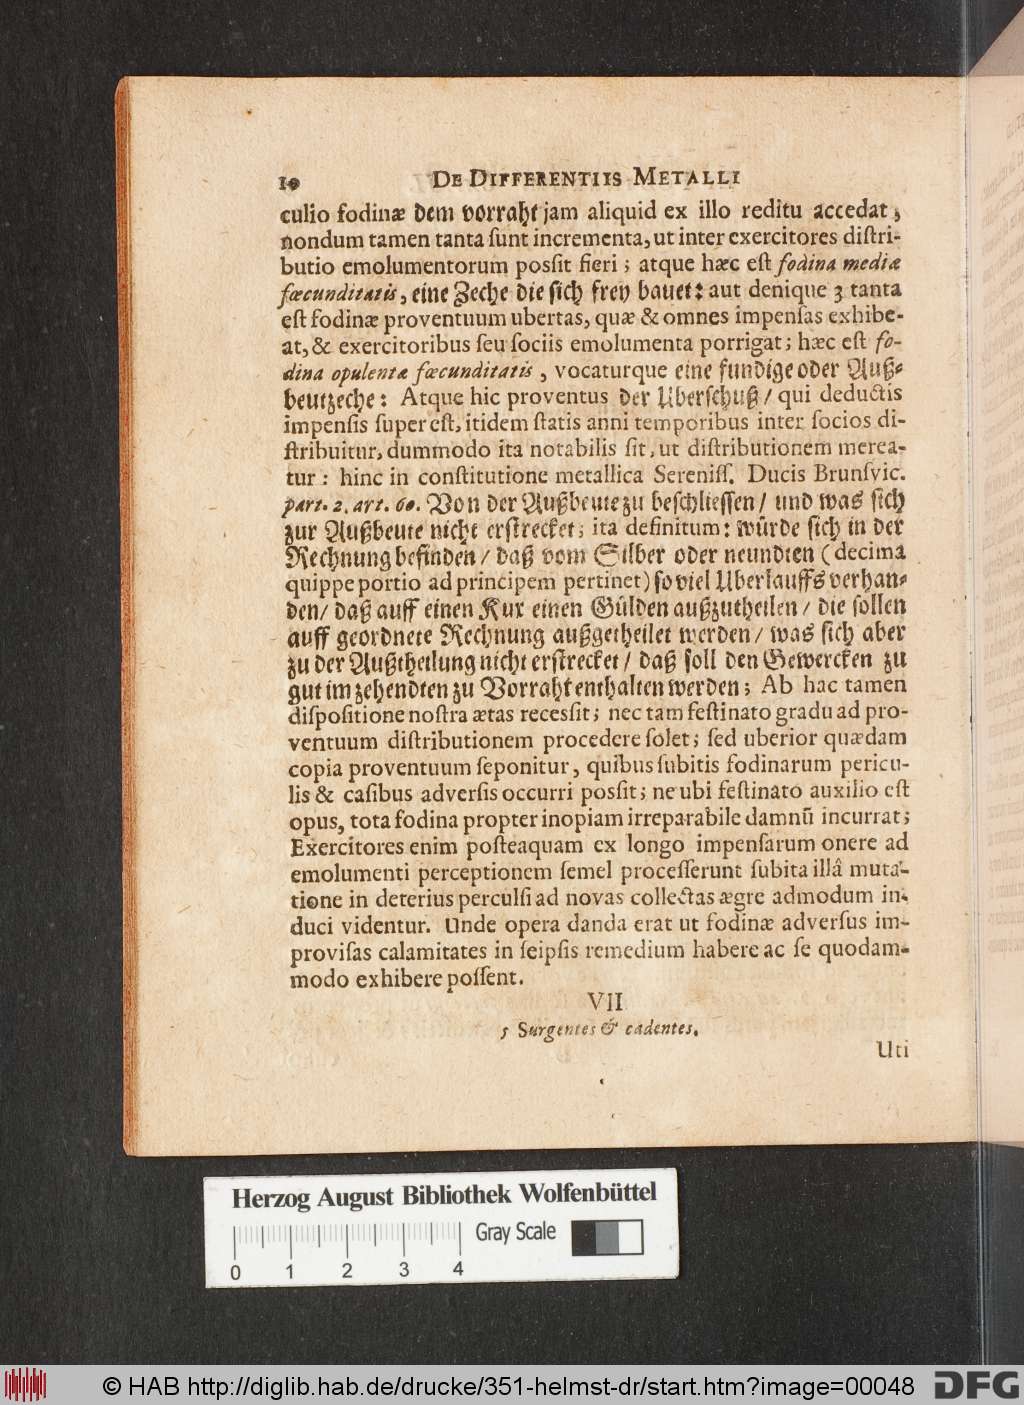 10 DE DIFFERENTIIS METALLI
culio fodinæ dem vorraht jam aliquid ex illo reditu accedat,
nondum tamen tanta ſunt incrementa, ut inter exercitores diſtri-
butio emolumentorum posſit fieri; atque hæc eſt fodina mediæ
fœcunditatis, eine Zeche die ſich frey bauet: aut denique 3 tanta
eſt fodinæ proventuum ubertas, quæ & omnes impenſas exhibe-
at, & exercitoribus ſeu ſociis emolumenta porrigat; hæc eſt fo-
dina opulentæ fœcunditatis, vocaturque eine fundige oder Auß-
beutzeche: Atque hic proventus der Uberſchuß / qui deductis
impenſis ſuper eſt, itidem ſtatis anni temporibus inter ſocios di-
ſtribuitur, dummodo ita notabilis ſit, ut diſtributionem merea-
tur: hinc in conſtitutione metallica Sereniſſ. Ducis Brunſvic.
part. 2. art. 60. Von der Außbeute zu beſchlieſſen / und was ſich
zur Außbeute nicht erſtrecket; ita definitum: würde ſich in der
Rechnung befinden / daß vom Silber oder neundten (decima
quippe portio ad principem pertinet) ſo viel Uberlauffs verhan-
den / daß auff einen Kux einen Gülden außzutheilen / die ſollen
auff geordnete Rechnung außgetheilet werden / was ſich aber
zu der Außtheilung nicht erſtrecket / daß ſoll den Gewercken zu
gut im zehendten zu Vorraht enthalten werden; Ab hac tamen
diſpoſitione noſtra ætas recesſit; nec tam feſtinato gradu ad pro-
ventuum diſtributionem procedere ſolet; ſed uberior quædam
copia proventuum ſeponitur, quibus ſubitis fodinarum pericu-
lis & caſibus adverſis occurri posſit; ne ubi feſtinato auxilio eſt
opus, tota fodina propter inopiam irreparabile damnũ incurrat;
Exercitores enim poſteaquam ex longo impenſarum onere ad
emolumenti perceptionem ſemel proceſſerunt ſubita illâ muta-
tione in deterius perculſi ad novas collectas ægre admodum in-
duci videntur. Unde opera danda erat ut fodinæ adverſus im-
proviſas calamitates in ſeipſis remedium habere ac ſe quodam-
modo exhibere poſſent.
VII
5 Surgentes & cadentes.
Uti
Herzog August Bibliothek Wolfenbüttel
Gray Scale
0 1 2 3 4
© HAB http://diglib.hab.de/drucke/351-helmst-dr/start.htm?image=00048
DFG